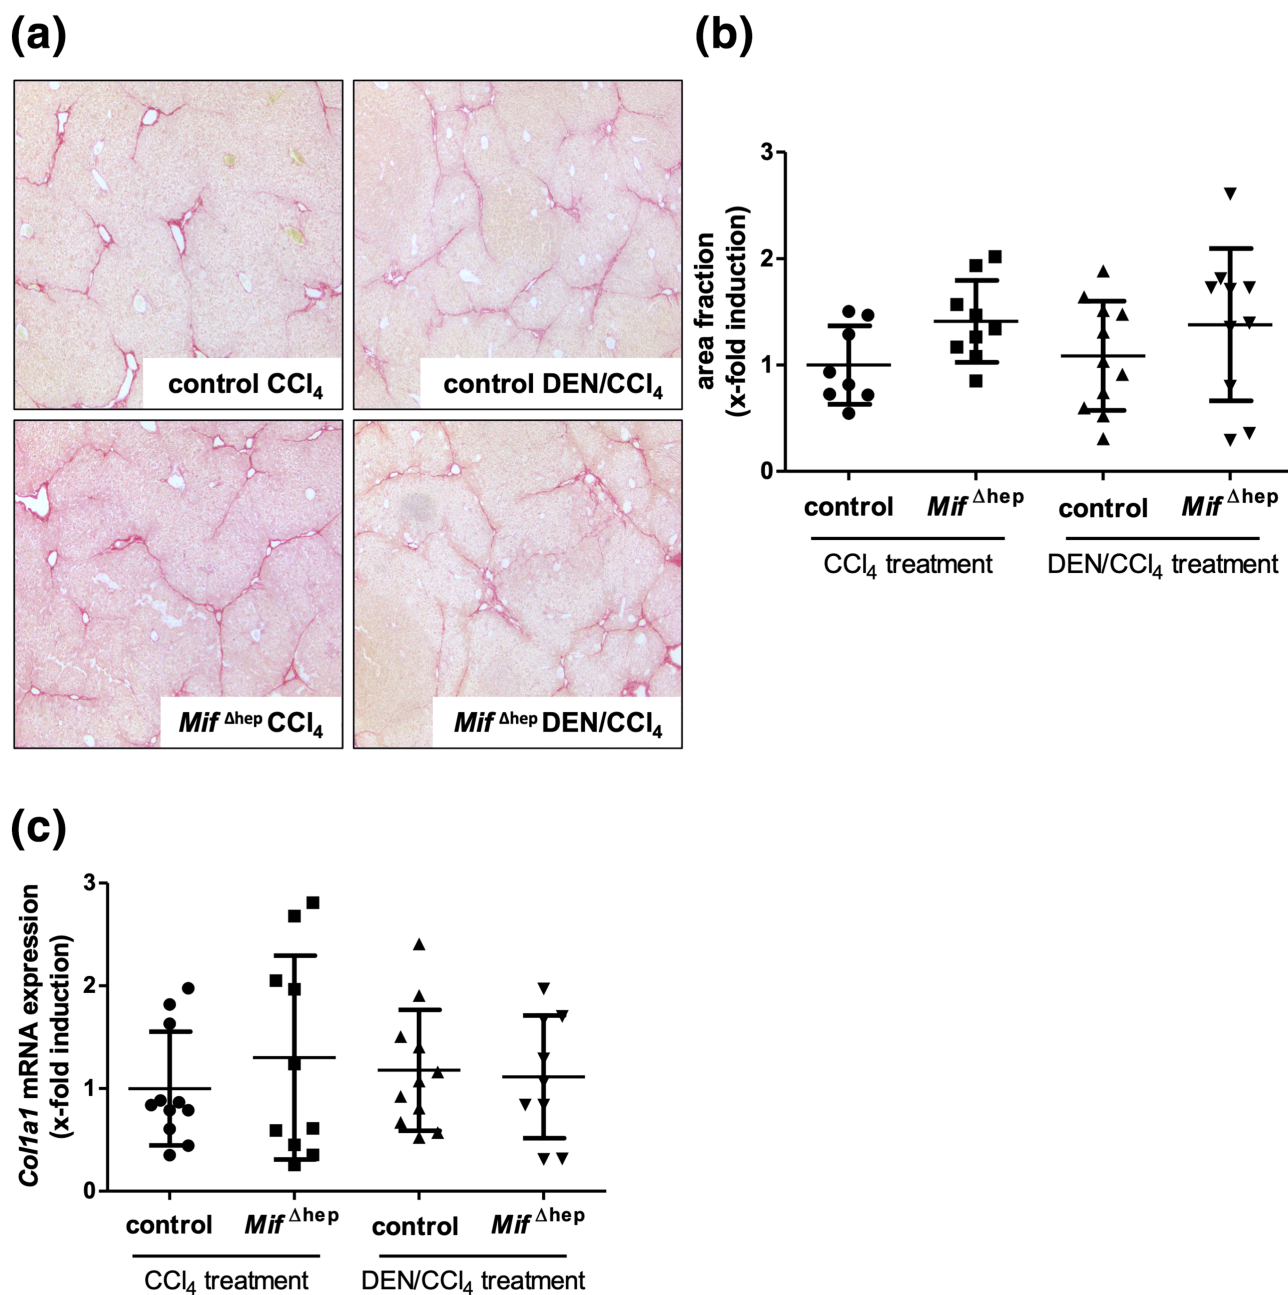 (a)
control CCl₄
control DEN/CCl₄
Mif Δhep CCl₄
Mif Δhep DEN/CCl₄
(b)
area fraction
(x-fold induction)
3
2
1
0
control
Mif Δhep
control
Mif Δhep
CCl₄ treatment
DEN/CCl₄ treatment
(c)
Col1a1 mRNA expression
(x-fold induction)
3
2
1
0
control
Mif Δhep
control
Mif Δhep
CCl₄ treatment
DEN/CCl₄ treatment